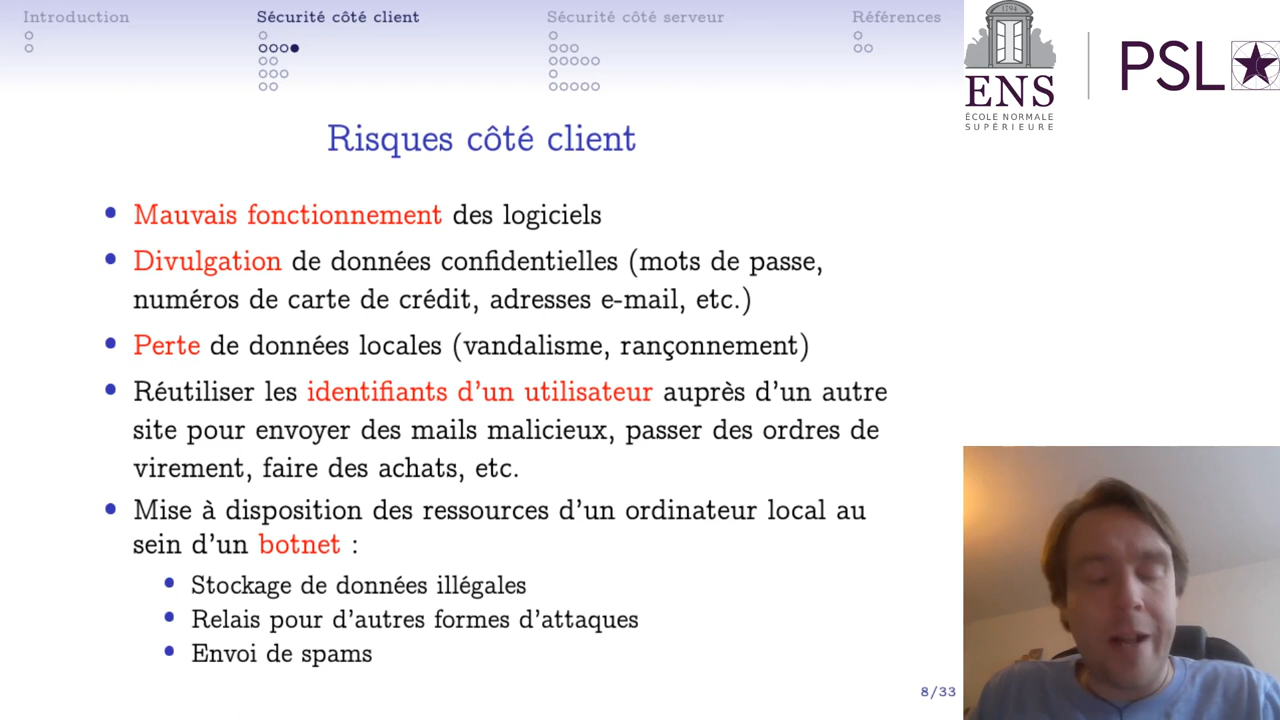 Introduction
Sécurité côté client
Sécurité côté serveur
Références
1794
ENS
ÉCOLE NORMALE
SUPÉRIEURE
PSL
Risques côté client
Mauvais fonctionnement des logiciels
Divulgation de données confidentielles (mots de passe,
numéros de carte de crédit, adresses e-mail, etc.)
Perte de données locales (vandalisme, rançonnement)
Réutiliser les identifiants d'un utilisateur auprès d'un autre
site pour envoyer des mails malicieux, passer des ordres de
virement, faire des achats, etc.
Mise à disposition des ressources d'un ordinateur local au
sein d'un botnet :
Stockage de données illégales
Relais pour d'autres formes d'attaques
Envoi de spams
8/33